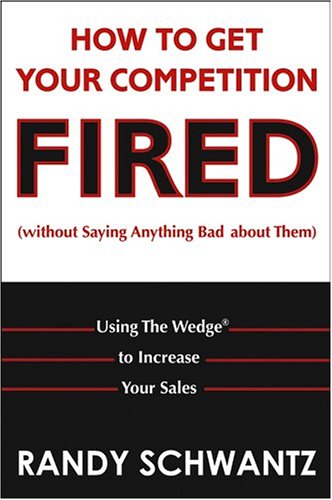 HOW TO GET
YOUR COMPETITION
FIRED
(without Saying Anything Bad about Them)
Using The Wedge®
to Increase
Your Sales
RANDY SCHWANTZ